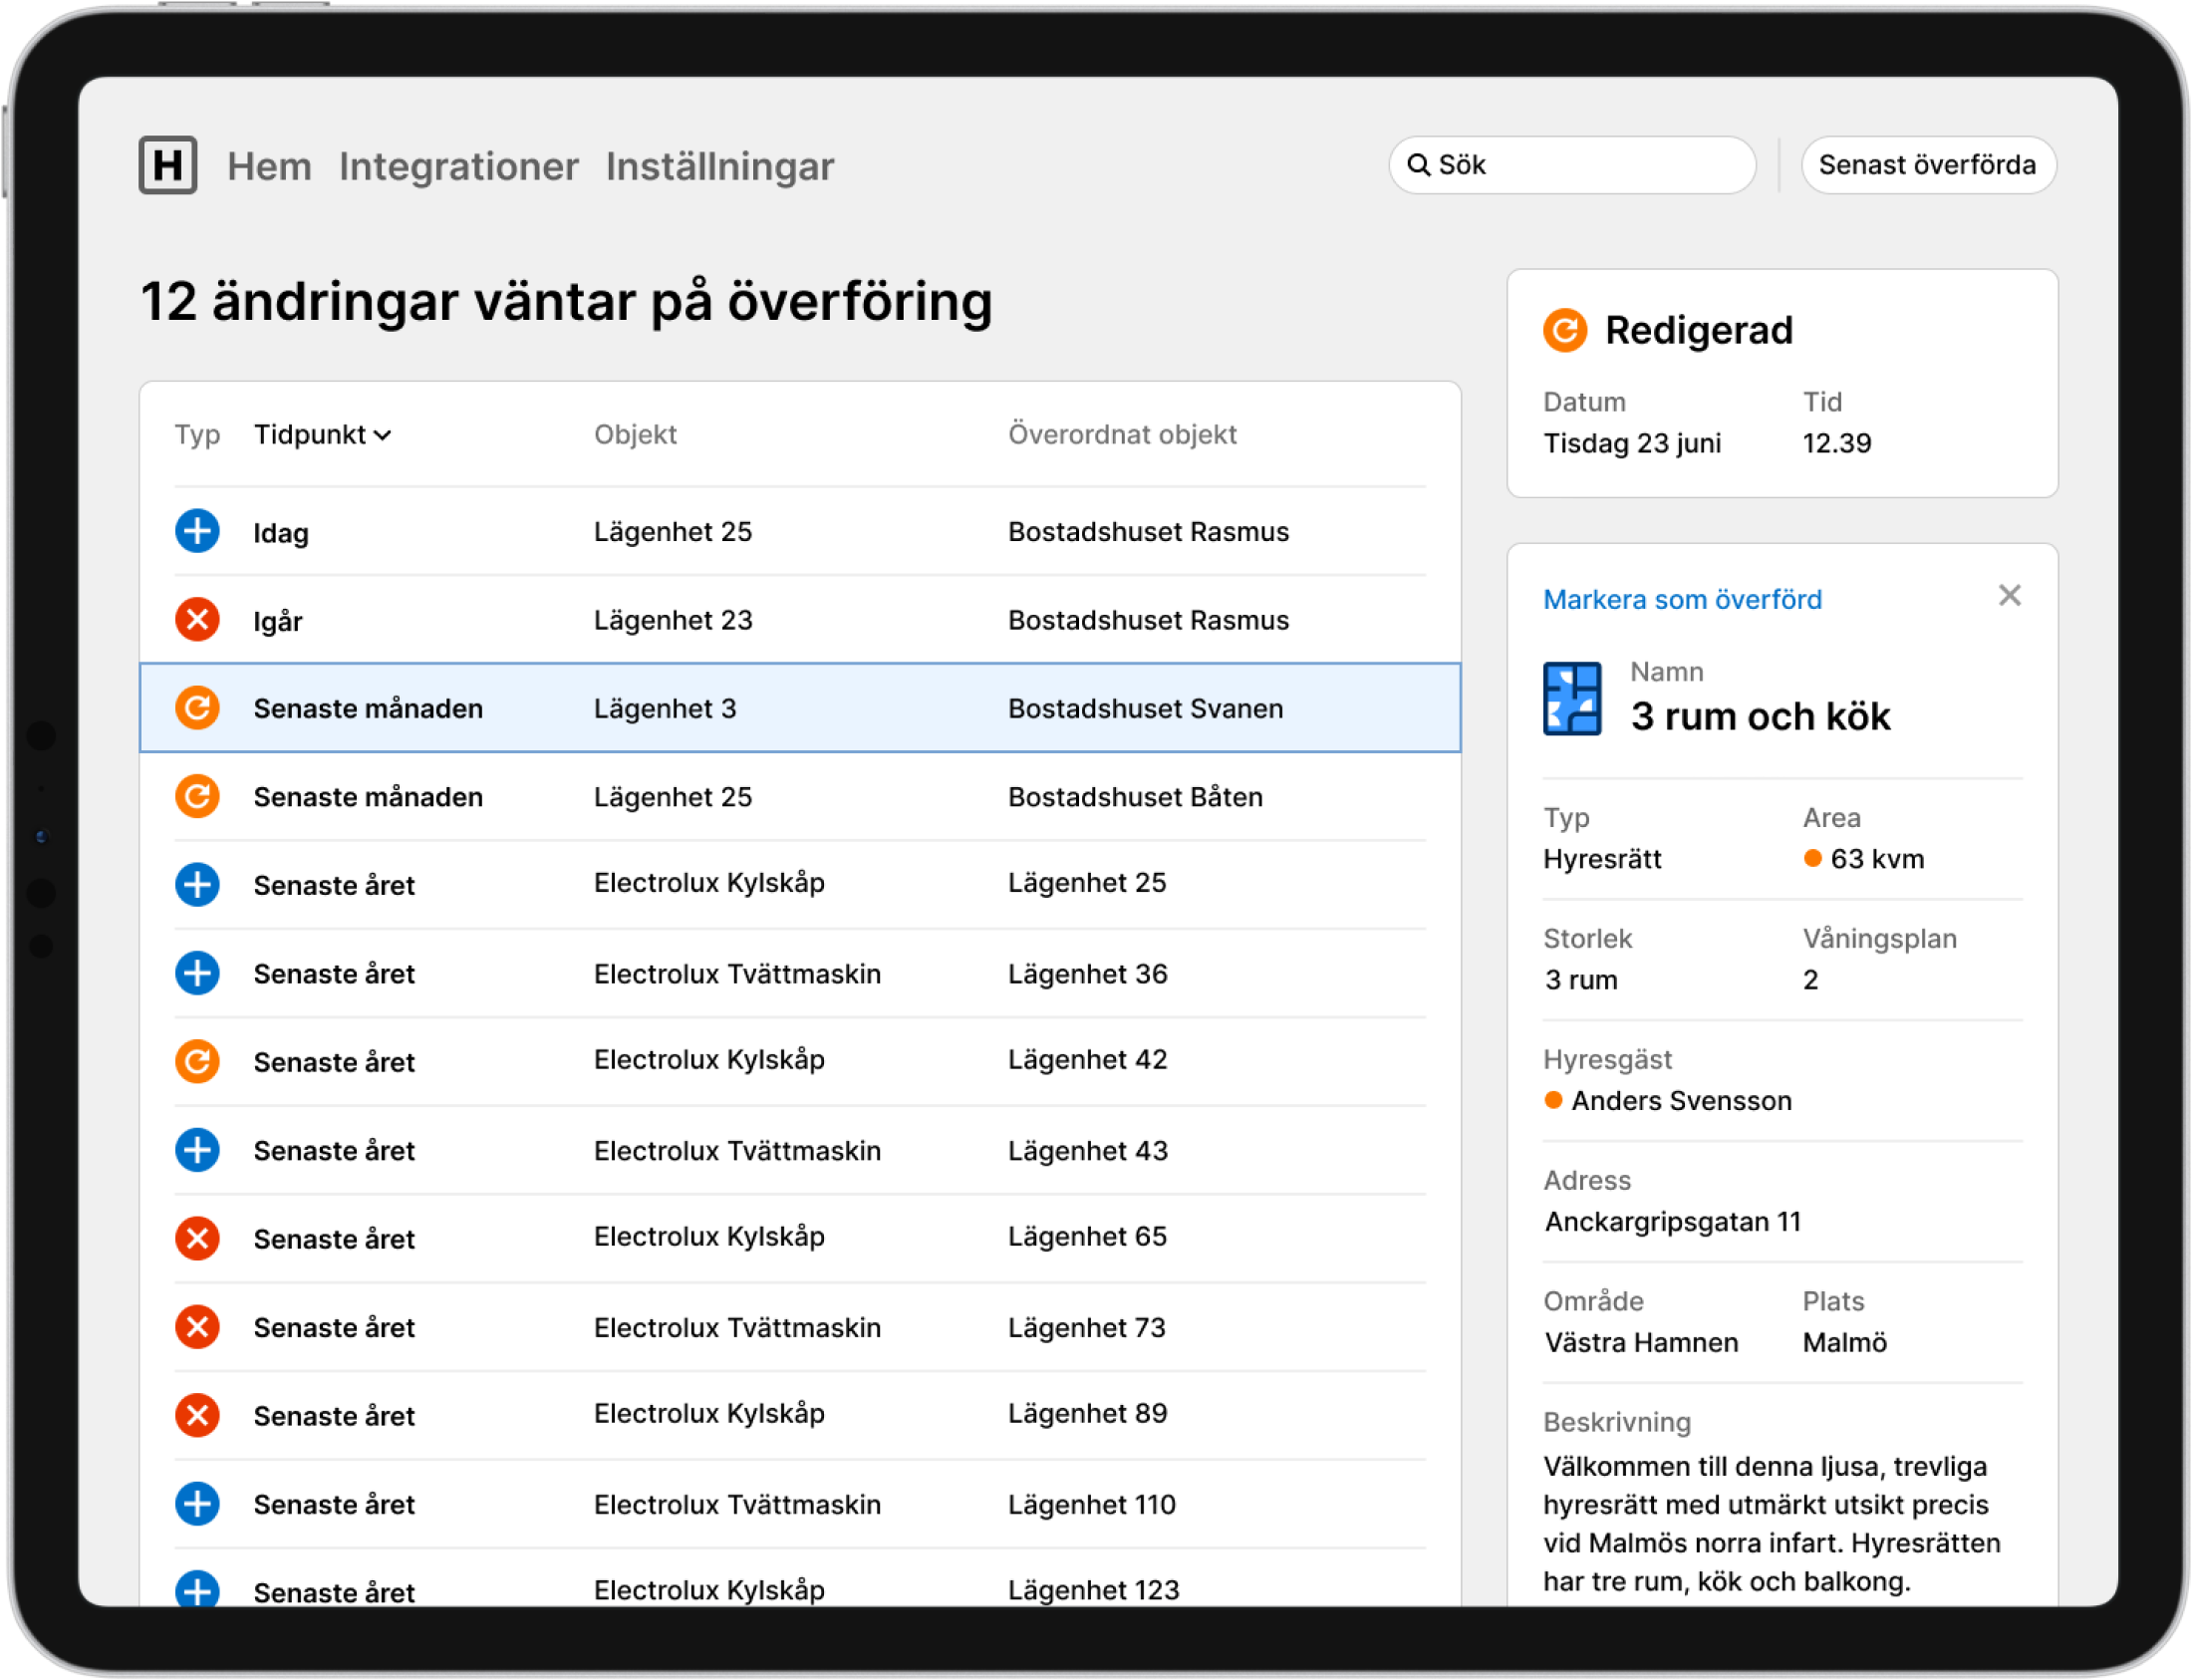 H Hem Integrationer Inställningar Sök Senast överförda
12 ändringar väntar på överföring
Typ Tidpunkt Objekt Överordnat objekt
Idag Lägenhet 25 Bostadshuset Rasmus
Igår Lägenhet 23 Bostadshuset Rasmus
Senaste månaden Lägenhet 3 Bostadshuset Svanen
Senaste månaden Lägenhet 25 Bostadshuset Båten
Senaste året Electrolux Kylskåp Lägenhet 25
Senaste året Electrolux Tvättmaskin Lägenhet 36
Senaste året Electrolux Kylskåp Lägenhet 42
Senaste året Electrolux Tvättmaskin Lägenhet 43
Senaste året Electrolux Kylskåp Lägenhet 65
Senaste året Electrolux Tvättmaskin Lägenhet 73
Senaste året Electrolux Kylskåp Lägenhet 89
Senaste året Electrolux Tvättmaskin Lägenhet 110
Senaste året Electrolux Kylskåp Lägenhet 123
Redigerad
Datum Tid
Tisdag 23 juni 12.39
Markera som överförd
Namn
3 rum och kök
Typ Area
Hyresrätt 63 kvm
Storlek Våningsplan
3 rum 2
Hyresgäst
Anders Svensson
Adress
Anckargripsgatan 11
Område Plats
Västra Hamnen Malmö
Beskrivning
Välkommen till denna ljusa, trevliga
hyresrätt med utmärkt utsikt precis
vid Malmös norra infart. Hyresrätten
har tre rum, kök och balkong.